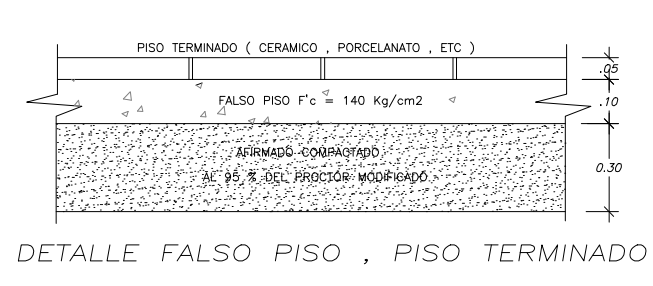 PISO TERMINADO ( CERAMICO , PORCELANATO , ETC )
.05
FALSO PISO F'c = 140 Kg/cm2
.10
AFIRMADO COMPACTADO
0.30
AL 95 % DEL PROCTOR MODIFICADO
DETALLE FALSO PISO , PISO TERMINADO